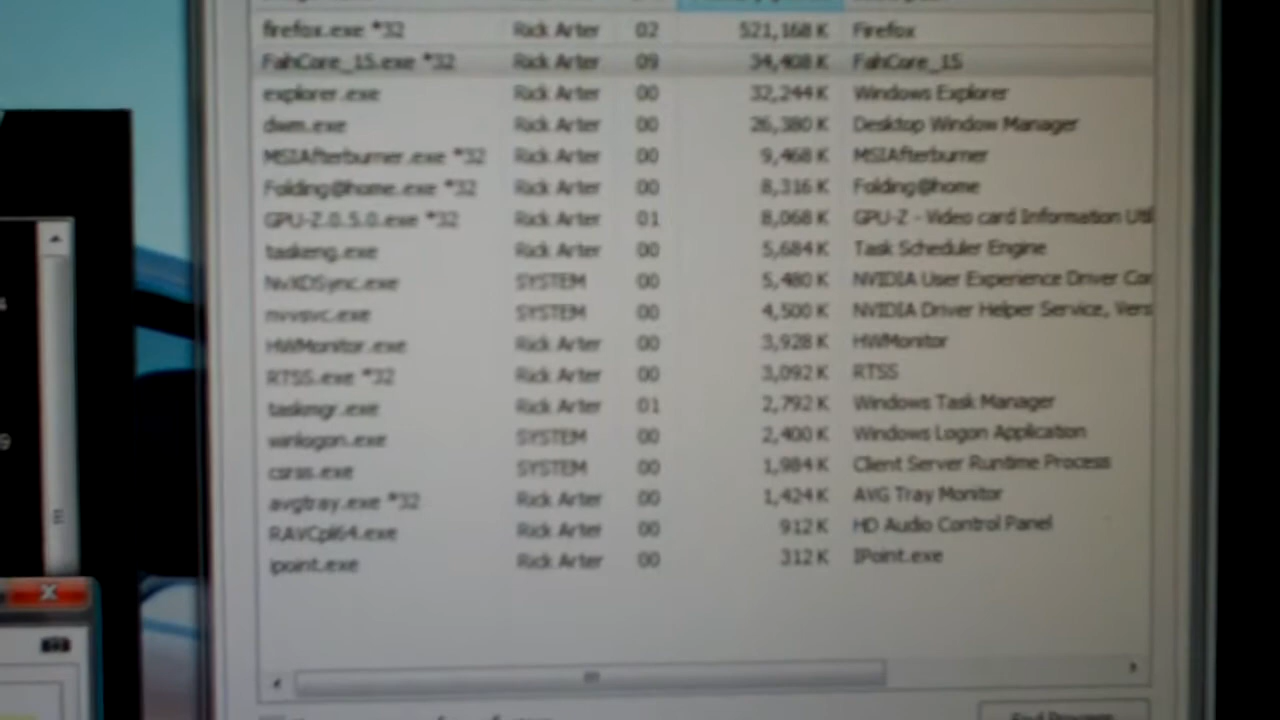 firefox.exe *32 Rick Arter 02 521,168 K Firefox
FahCore_15.exe *32 Rick Arter 09 34,408 K FahCore_15
explorer.exe Rick Arter 00 32,244 K Windows Explorer
dwm.exe Rick Arter 00 26,380 K Desktop Window Manager
MSIAfterburner.exe *32 Rick Arter 00 9,468 K MSIAfterburner
Folding@home.exe *32 Rick Arter 00 8,316 K Folding@home
GPU-Z.0.5.0.exe *32 Rick Arter 01 8,068 K GPU-Z - Video card Information Util
taskeng.exe Rick Arter 00 5,684 K Task Scheduler Engine
NvXDSync.exe SYSTEM 00 5,480 K NVIDIA User Experience Driver Cor
nvvsvc.exe SYSTEM 00 4,500 K NVIDIA Driver Helper Service, Vers
HWMonitor.exe Rick Arter 00 3,928 K HWMonitor
RTSS.exe *32 Rick Arter 00 3,092 K RTSS
taskmgr.exe Rick Arter 01 2,792 K Windows Task Manager
winlogon.exe SYSTEM 00 2,400 K Windows Logon Application
csrss.exe SYSTEM 00 1,984 K Client Server Runtime Process
avgtray.exe *32 Rick Arter 00 1,424 K AVG Tray Monitor
RAVCpl64.exe Rick Arter 00 912 K HD Audio Control Panel
ipoint.exe Rick Arter 00 312 K IPoint.exe